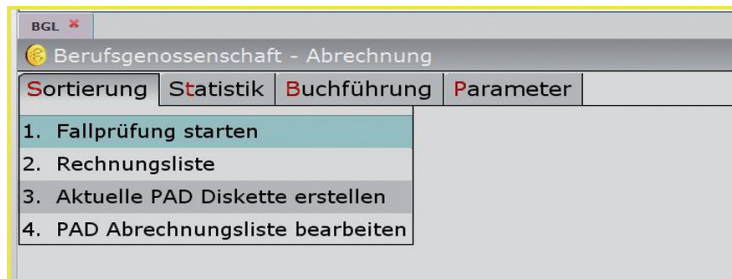 BGL
Berufsgenossenschaft - Abrechnung
Sortierung Statistik Buchführung Parameter
1. Fallprüfung starten
2. Rechnungsliste
3. Aktuelle PAD Diskette erstellen
4. PAD Abrechnungsliste bearbeiten